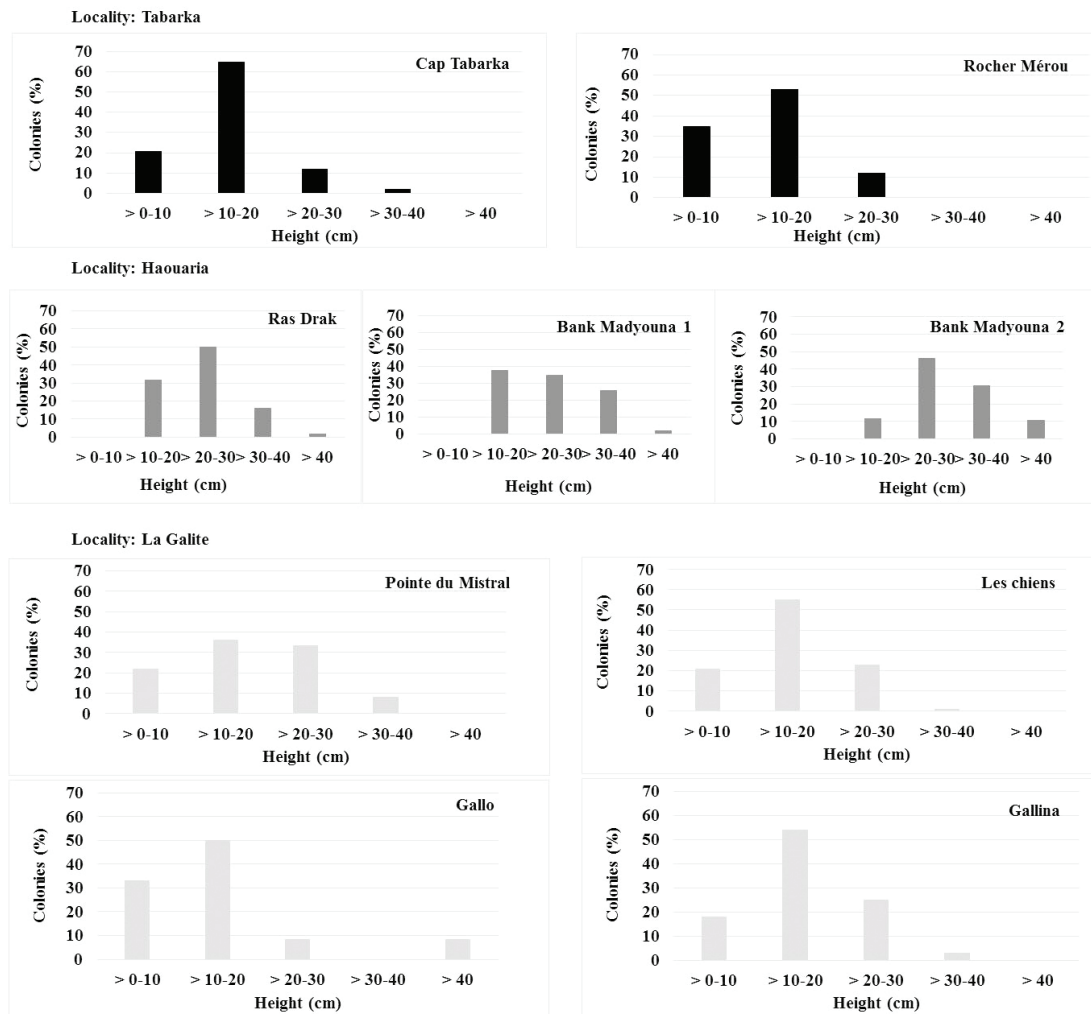 Locality: Tabarka
Cap Tabarka
Colonies (%)
70
60
50
40
30
20
10
0
> 0-10 > 10-20 > 20-30 > 30-40 > 40
Height (cm)
Rocher Mérou
Colonies (%)
70
60
50
40
30
20
10
0
> 0-10 > 10-20 > 20-30 > 30-40 > 40
Height (cm)
Locality: Haouaria
Ras Drak
Colonies (%)
70
60
50
40
30
20
10
0
> 0-10 > 10-20 > 20-30 > 30-40 > 40
Height (cm)
Bank Madyouna 1
Colonies (%)
70
60
50
40
30
20
10
0
> 0-10 > 10-20 > 20-30 > 30-40 > 40
Height (cm)
Bank Madyouna 2
Colonies (%)
70
60
50
40
30
20
10
0
> 0-10 > 10-20 > 20-30 > 30-40 > 40
Height (cm)
Locality: La Galite
Pointe du Mistral
Colonies (%)
70
60
50
40
30
20
10
0
> 0-10 > 10-20 > 20-30 > 30-40 > 40
Height (cm)
Les chiens
Colonies (%)
70
60
50
40
30
20
10
0
> 0-10 > 10-20 > 20-30 > 30-40 > 40
Height (cm)
Gallo
Colonies (%)
70
60
50
40
30
20
10
0
> 0-10 > 10-20 > 20-30 > 30-40 > 40
Height (cm)
Gallina
Colonies (%)
70
60
50
40
30
20
10
0
> 0-10 > 10-20 > 20-30 > 30-40 > 40
Height (cm)